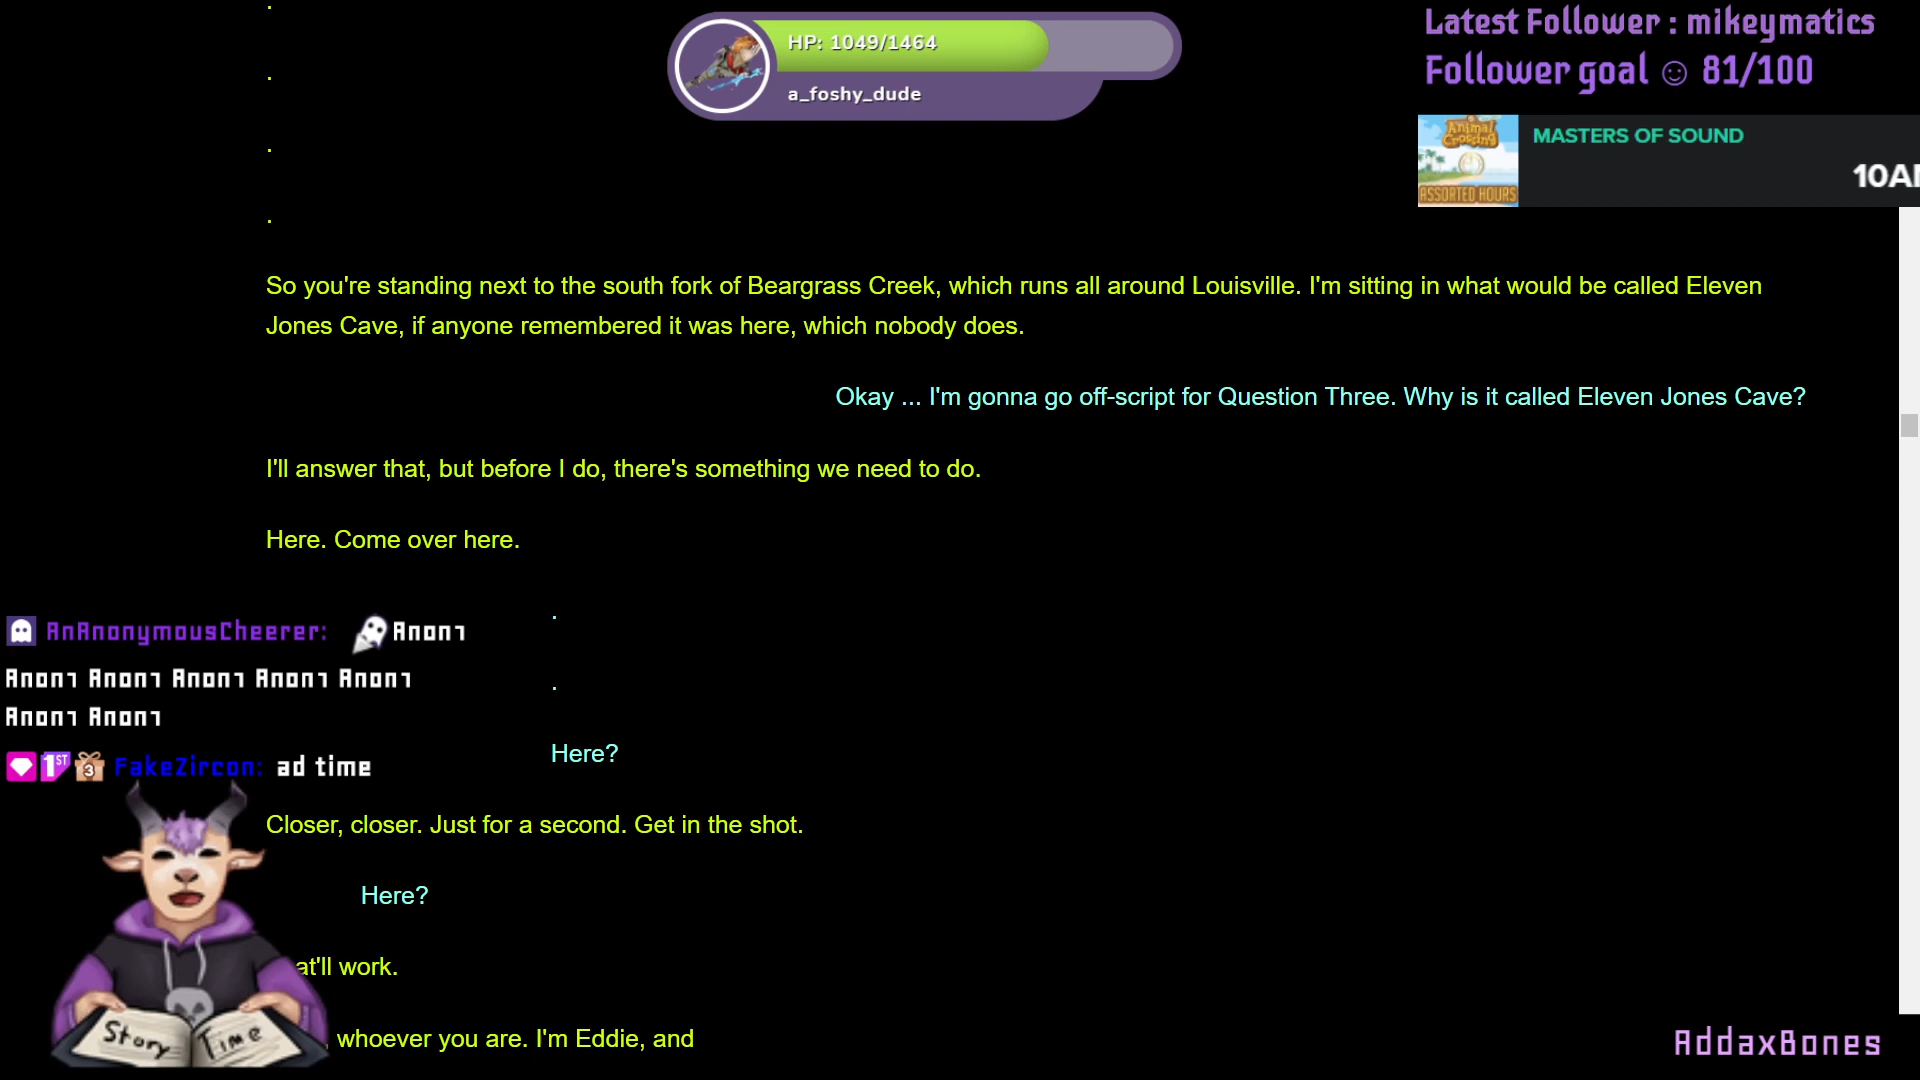 HP: 1049/1464
a_foshy_dude
Latest Follower : mikeymatics
Follower goal ☺ 81/100
Animal
Crossing
ASSORTED HOURS
MASTERS OF SOUND
10AM
.
.
.
.
So you're standing next to the south fork of Beargrass Creek, which runs all around Louisville. I'm sitting in what would be called Eleven
Jones Cave, if anyone remembered it was here, which nobody does.
Okay ... I'm gonna go off-script for Question Three. Why is it called Eleven Jones Cave?
I'll answer that, but before I do, there's something we need to do.
Here. Come over here.
.
.
Here?
AnAnonymousCheerer: Anon1
Anon1 Anon1 Anon1 Anon1 Anon1
Anon1 Anon1
1ST 3 FakeZircon: ad time
Closer, closer. Just for a second. Get in the shot.
Here?
at'll work.
, whoever you are. I'm Eddie, and
Story Time
AddaxBones